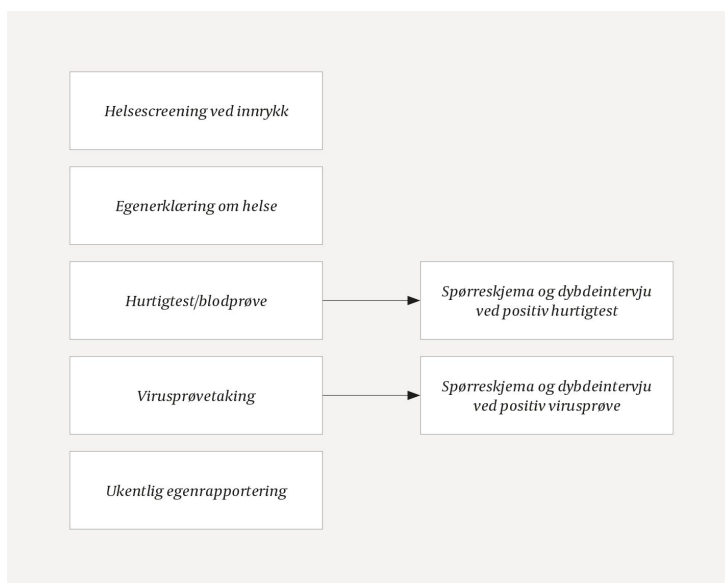 Helsescreening ved innrykk
Egenerklæring om helse
Hurtigtest/blodprøve
Spørreskjema og dybdeintervju
ved positiv hurtigtest
Virusprøvetaking
Spørreskjema og dybdeintervju
ved positiv virusprøve
Ukentlig egenrapportering